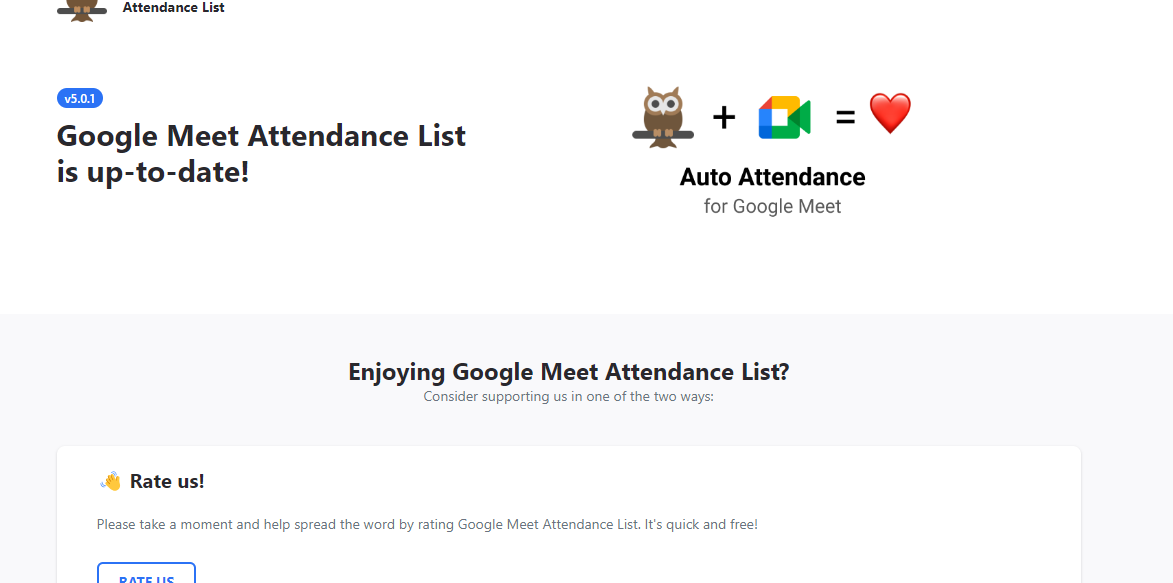 Attendance List
v5.0.1
Google Meet Attendance List
is up-to-date!
+ =
Auto Attendance
for Google Meet
Enjoying Google Meet Attendance List?
Consider supporting us in one of the two ways:
Rate us!
Please take a moment and help spread the word by rating Google Meet Attendance List. It's quick and free!
RATE US